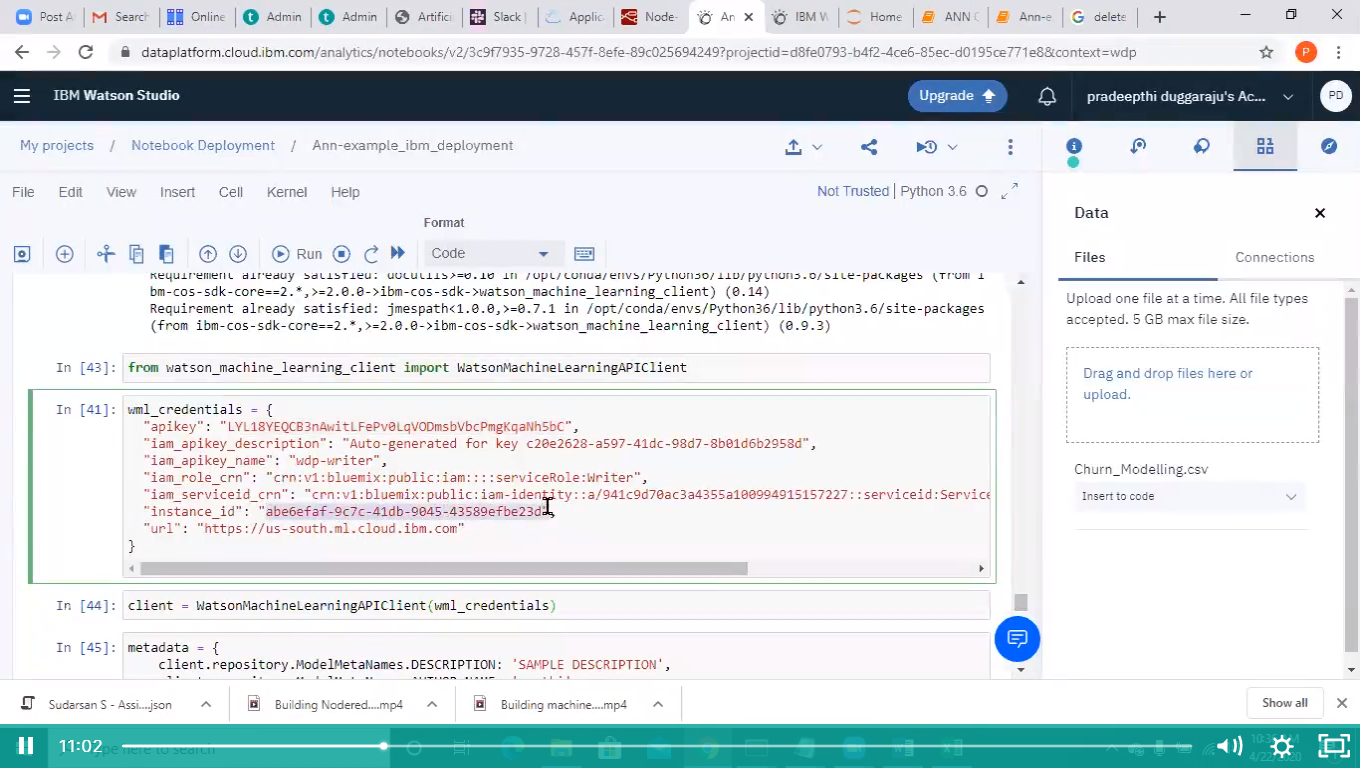 Post A
Search
Online
Admin
Admin
Artific
Slack
Applic
Node-
An
IBM W
Home
ANN C
Ann-e
delete
dataplatform.cloud.ibm.com/analytics/notebooks/v2/3c9f7935-9728-457f-8efe-89c025694249?projectid=d8fe0793-b4f2-4ce6-85ec-d0195ce771e8&context=wdp
P
IBM Watson Studio
Upgrade
pradeepthi duggaraju's Ac...
PD
My projects / Notebook Deployment / Ann-example_ibm_deployment
File Edit View Insert Cell Kernel Help
Not Trusted | Python 3.6
Format
Run
Code
Data
Files
Connections
Upload one file at a time. All file types
accepted. 5 GB max file size.
Drag and drop files here or
upload.
Churn_Modelling.csv
Insert to code
Requirement already satisfied: docutils>=0.10 in /opt/conda/envs/Python36/lib/python3.6/site-packages (from i
bm-cos-sdk-core==2.*,>=2.0.0->ibm-cos-sdk->watson_machine_learning_client) (0.14)
Requirement already satisfied: jmespath<1.0.0,>=0.7.1 in /opt/conda/envs/Python36/lib/python3.6/site-packages
(from ibm-cos-sdk-core==2.*,>=2.0.0->ibm-cos-sdk->watson_machine_learning_client) (0.9.3)
In [43]: from watson_machine_learning_client import WatsonMachineLearningAPIClient
In [41]: wml_credentials = {
"apikey": "LYL18YEQCB3nAwitLFePv0LqVODmsbVbcPmgKqaNh5bC",
"iam_apikey_description": "Auto-generated for key c20e2628-a597-41dc-98d7-8b01d6b2958d",
"iam_apikey_name": "wdp-writer",
"iam_role_crn": "crn:v1:bluemix:public:iam::::serviceRole:Writer",
"iam_serviceid_crn": "crn:v1:bluemix:public:iam-identity::a/941c9d70ac3a4355a100994915157227::serviceid:Service
"instance_id": "abe6efaf-9c7c-41db-9045-43589efbe23d",
"url": "https://us-south.ml.cloud.ibm.com"
}
In [44]: client = WatsonMachineLearningAPIClient(wml_credentials)
In [45]: metadata = {
client.repository.ModelMetaNames.DESCRIPTION: 'SAMPLE DESCRIPTION',
Sudarsan S - Assi....json
Building Nodered....mp4
Building machine....mp4
Show all
11:02
to search
4/22/2020